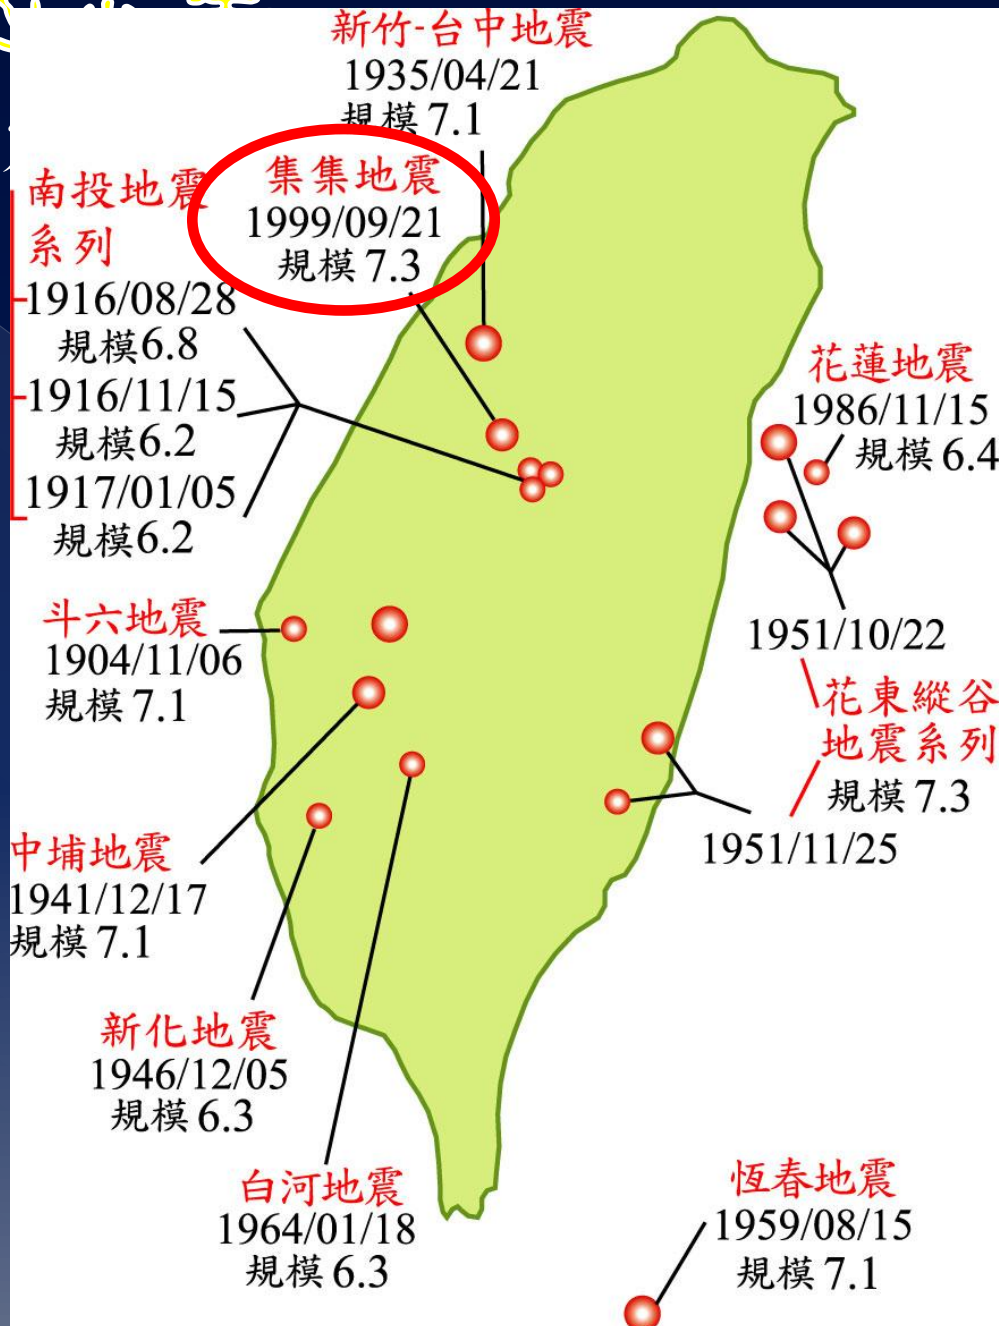 新竹-台中地震
1935/04/21
規模 7.1
集集地震
1999/09/21
規模 7.3
南投地震
系列
1916/08/28
規模6.8
1916/11/15
規模6.2
1917/01/05
規模6.2
花蓮地震
1986/11/15
規模 6.4
斗六地震
1904/11/06
規模 7.1
1951/10/22
花東縱谷
地震系列
規模 7.3
1951/11/25
中埔地震
1941/12/17
規模 7.1
新化地震
1946/12/05
規模 6.3
白河地震
1964/01/18
規模 6.3
恆春地震
1959/08/15
規模 7.1